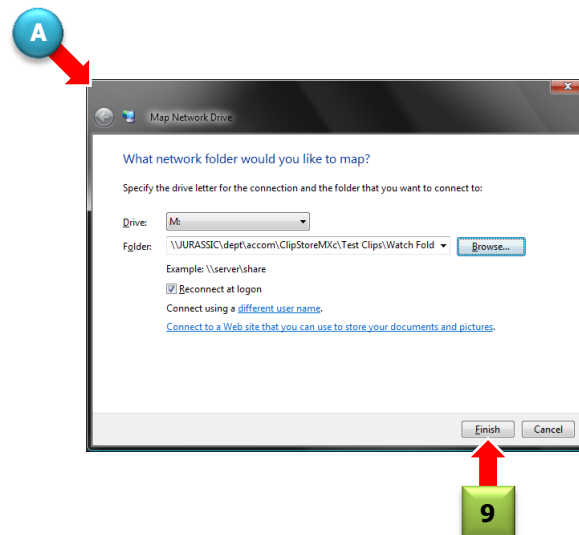 A
Map Network Drive
What network folder would you like to map?
Specify the drive letter for the connection and the folder that you want to connect to:
Drive: M:
Folder: \\JURASSIC\dept\accom\ClipStoreMXc\Test Clips\Watch Fold Browse...
Example: \\server\share
Reconnect at logon
Connect using a different user name.
Connect to a Web site that you can use to store your documents and pictures.
Finish Cancel
9